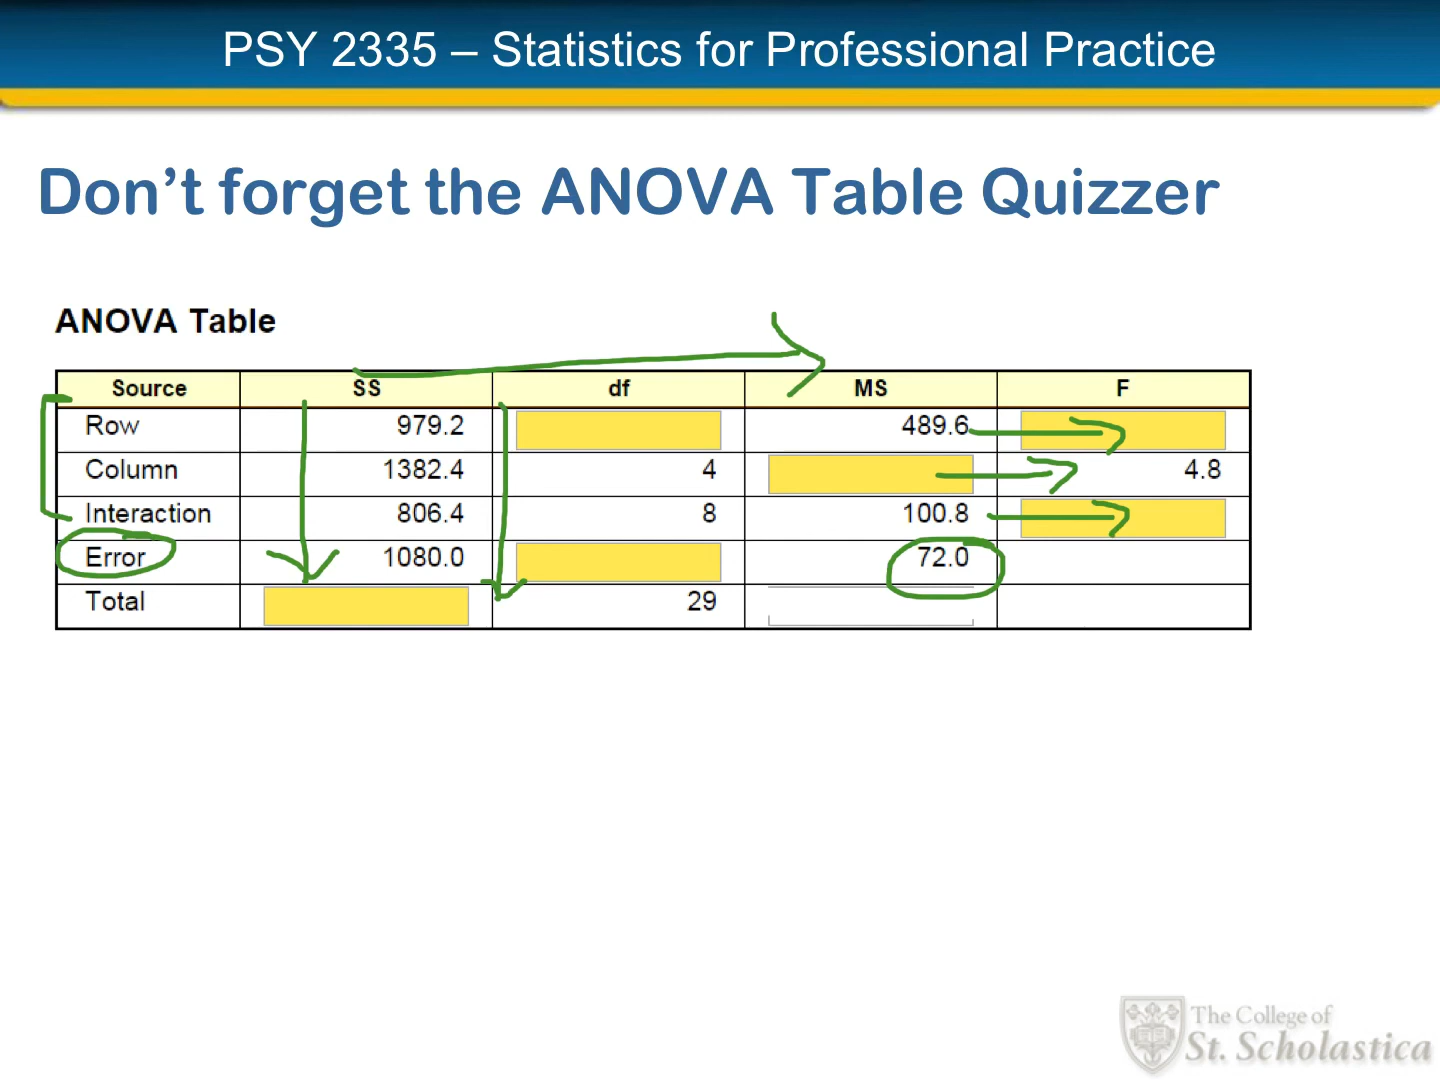 PSY 2335 – Statistics for Professional Practice
Don’t forget the ANOVA Table Quizzer
ANOVA Table
Source SS df MS F
Row 979.2 489.6
Column 1382.4 4 4.8
Interaction 806.4 8 100.8
Error 1080.0 72.0
Total 29
The College of
St. Scholastica